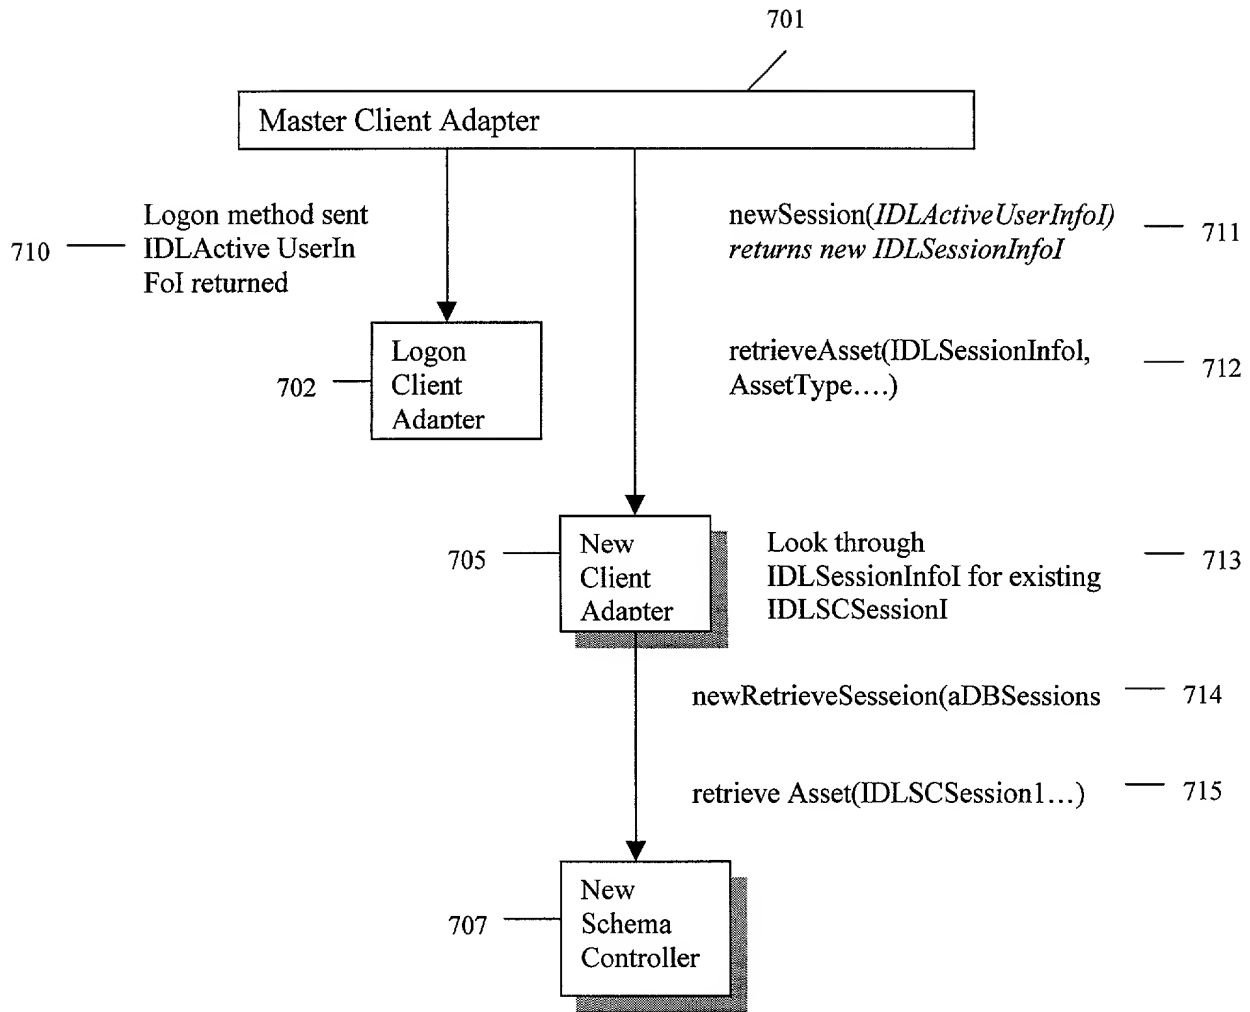 701
Master Client Adapter
Logon method sent
IDLActive UserIn
FoI returned
710
newSession(IDLActiveUserInfoI)
returns new IDLSessionInfoI
711
Logon
Client
Adapter
702
retrieveAsset(IDLSessionInfoI,
AssetType….)
712
705
New
Client
Adapter
Look through
IDLSessionInfoI for existing
IDLSCSessionI
713
newRetrieveSesseion(aDBSessions
714
retrieve Asset(IDLSCSession1…)
715
707
New
Schema
Controller